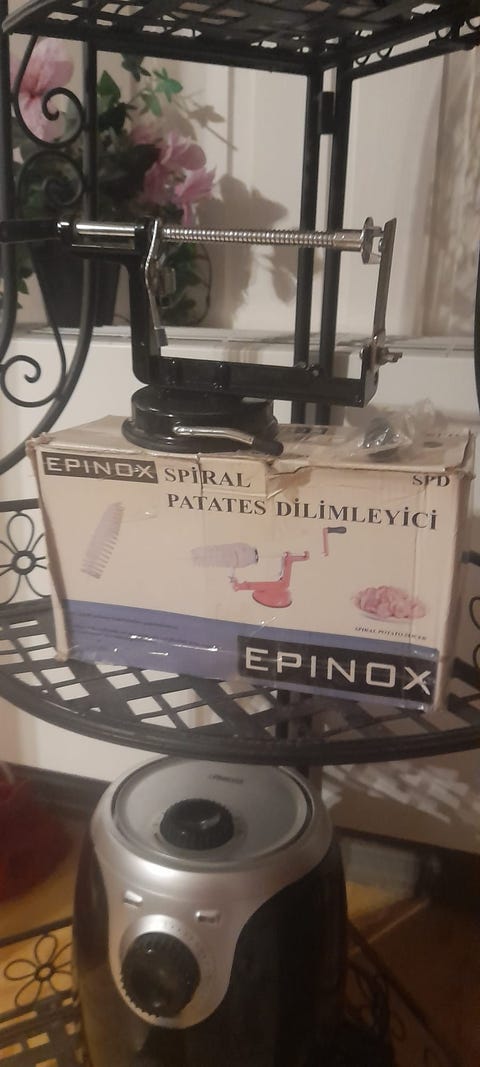 EPINOX SPİRAL SPD
PATATES DİLİMLEYİCİ
SPIRAL POTATO SLICER
EPINOX